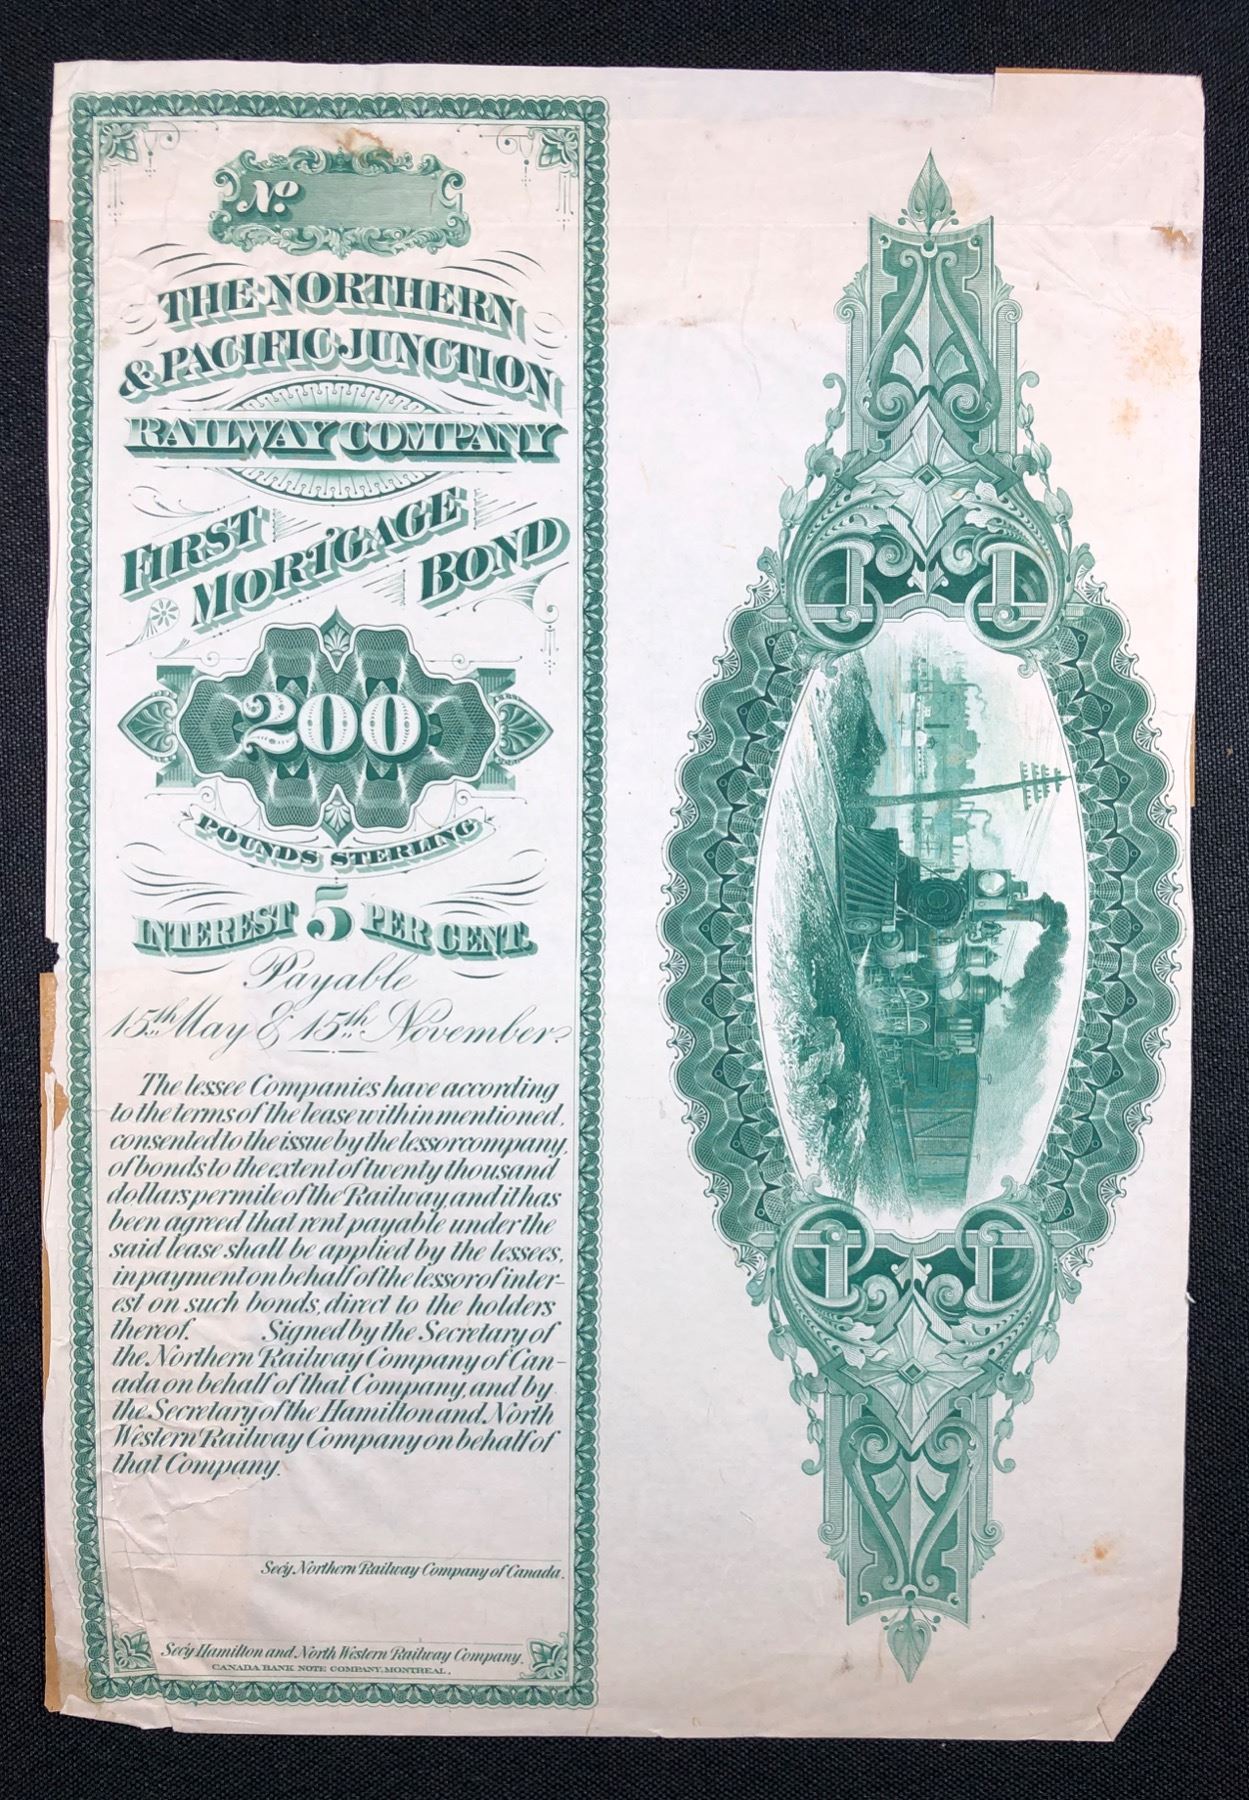 No.
THE NORTHERN
& PACIFIC JUNCTION
RAILWAY COMPANY
FIRST
MORTGAGE
BOND
200
POUNDS STERLING
INTEREST 5 PER CENT.
Payable
15th May & 15th November
The lessee Companies have according
to the terms of the lease within mentioned,
consented to the issue by the lessor company,
of bonds to the extent of twenty thousand
dollars per mile of the Railway, and it has
been agreed that rent payable under the
said lease shall be applied by the lessees,
in payment on behalf of the lessor of inter-
est on such bonds, direct to the holders
thereof. Signed by the Secretary of
the Northern Railway Company of Can-
ada on behalf of that Company, and by
the Secretary of the Hamilton and North
Western Railway Company on behalf of
that Company.
Sec'y Northern Railway Company of Canada.
Sec'y Hamilton and North Western Railway Company.
CANADA BANK NOTE COMPANY, MONTREAL.